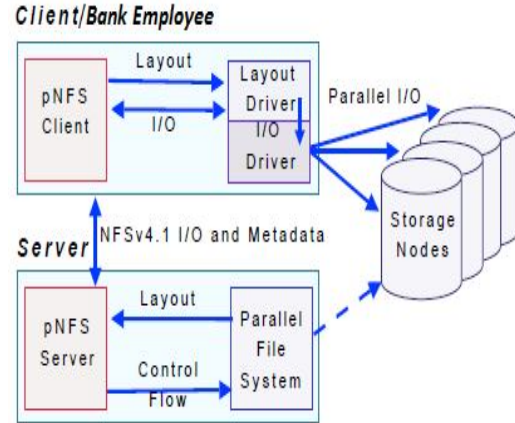 Client/Bank Employee
pNFS
Client
Layout
I/O
Layout
Driver
I/O
Driver
Parallel I/O
Storage
Nodes
NFSv4.1 I/O and Metadata
Server
pNFS
Server
Layout
Control
Flow
Parallel
File
System